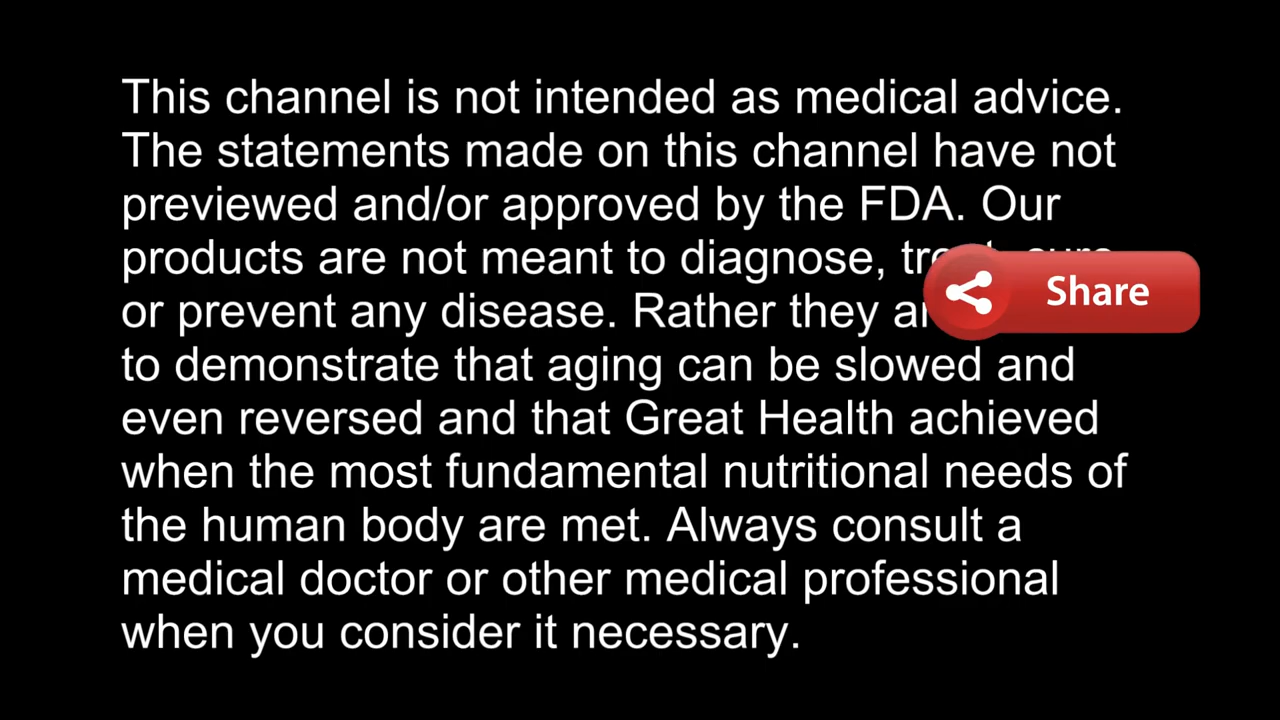 This channel is not intended as medical advice.
The statements made on this channel have not
previewed and/or approved by the FDA. Our
products are not meant to diagnose,
or prevent any disease. Rather they
to demonstrate that aging can be slowed and
even reversed and that Great Health achieved
when the most fundamental nutritional needs of
the human body are met. Always consult a
medical doctor or other medical professional
when you consider it necessary.
Share